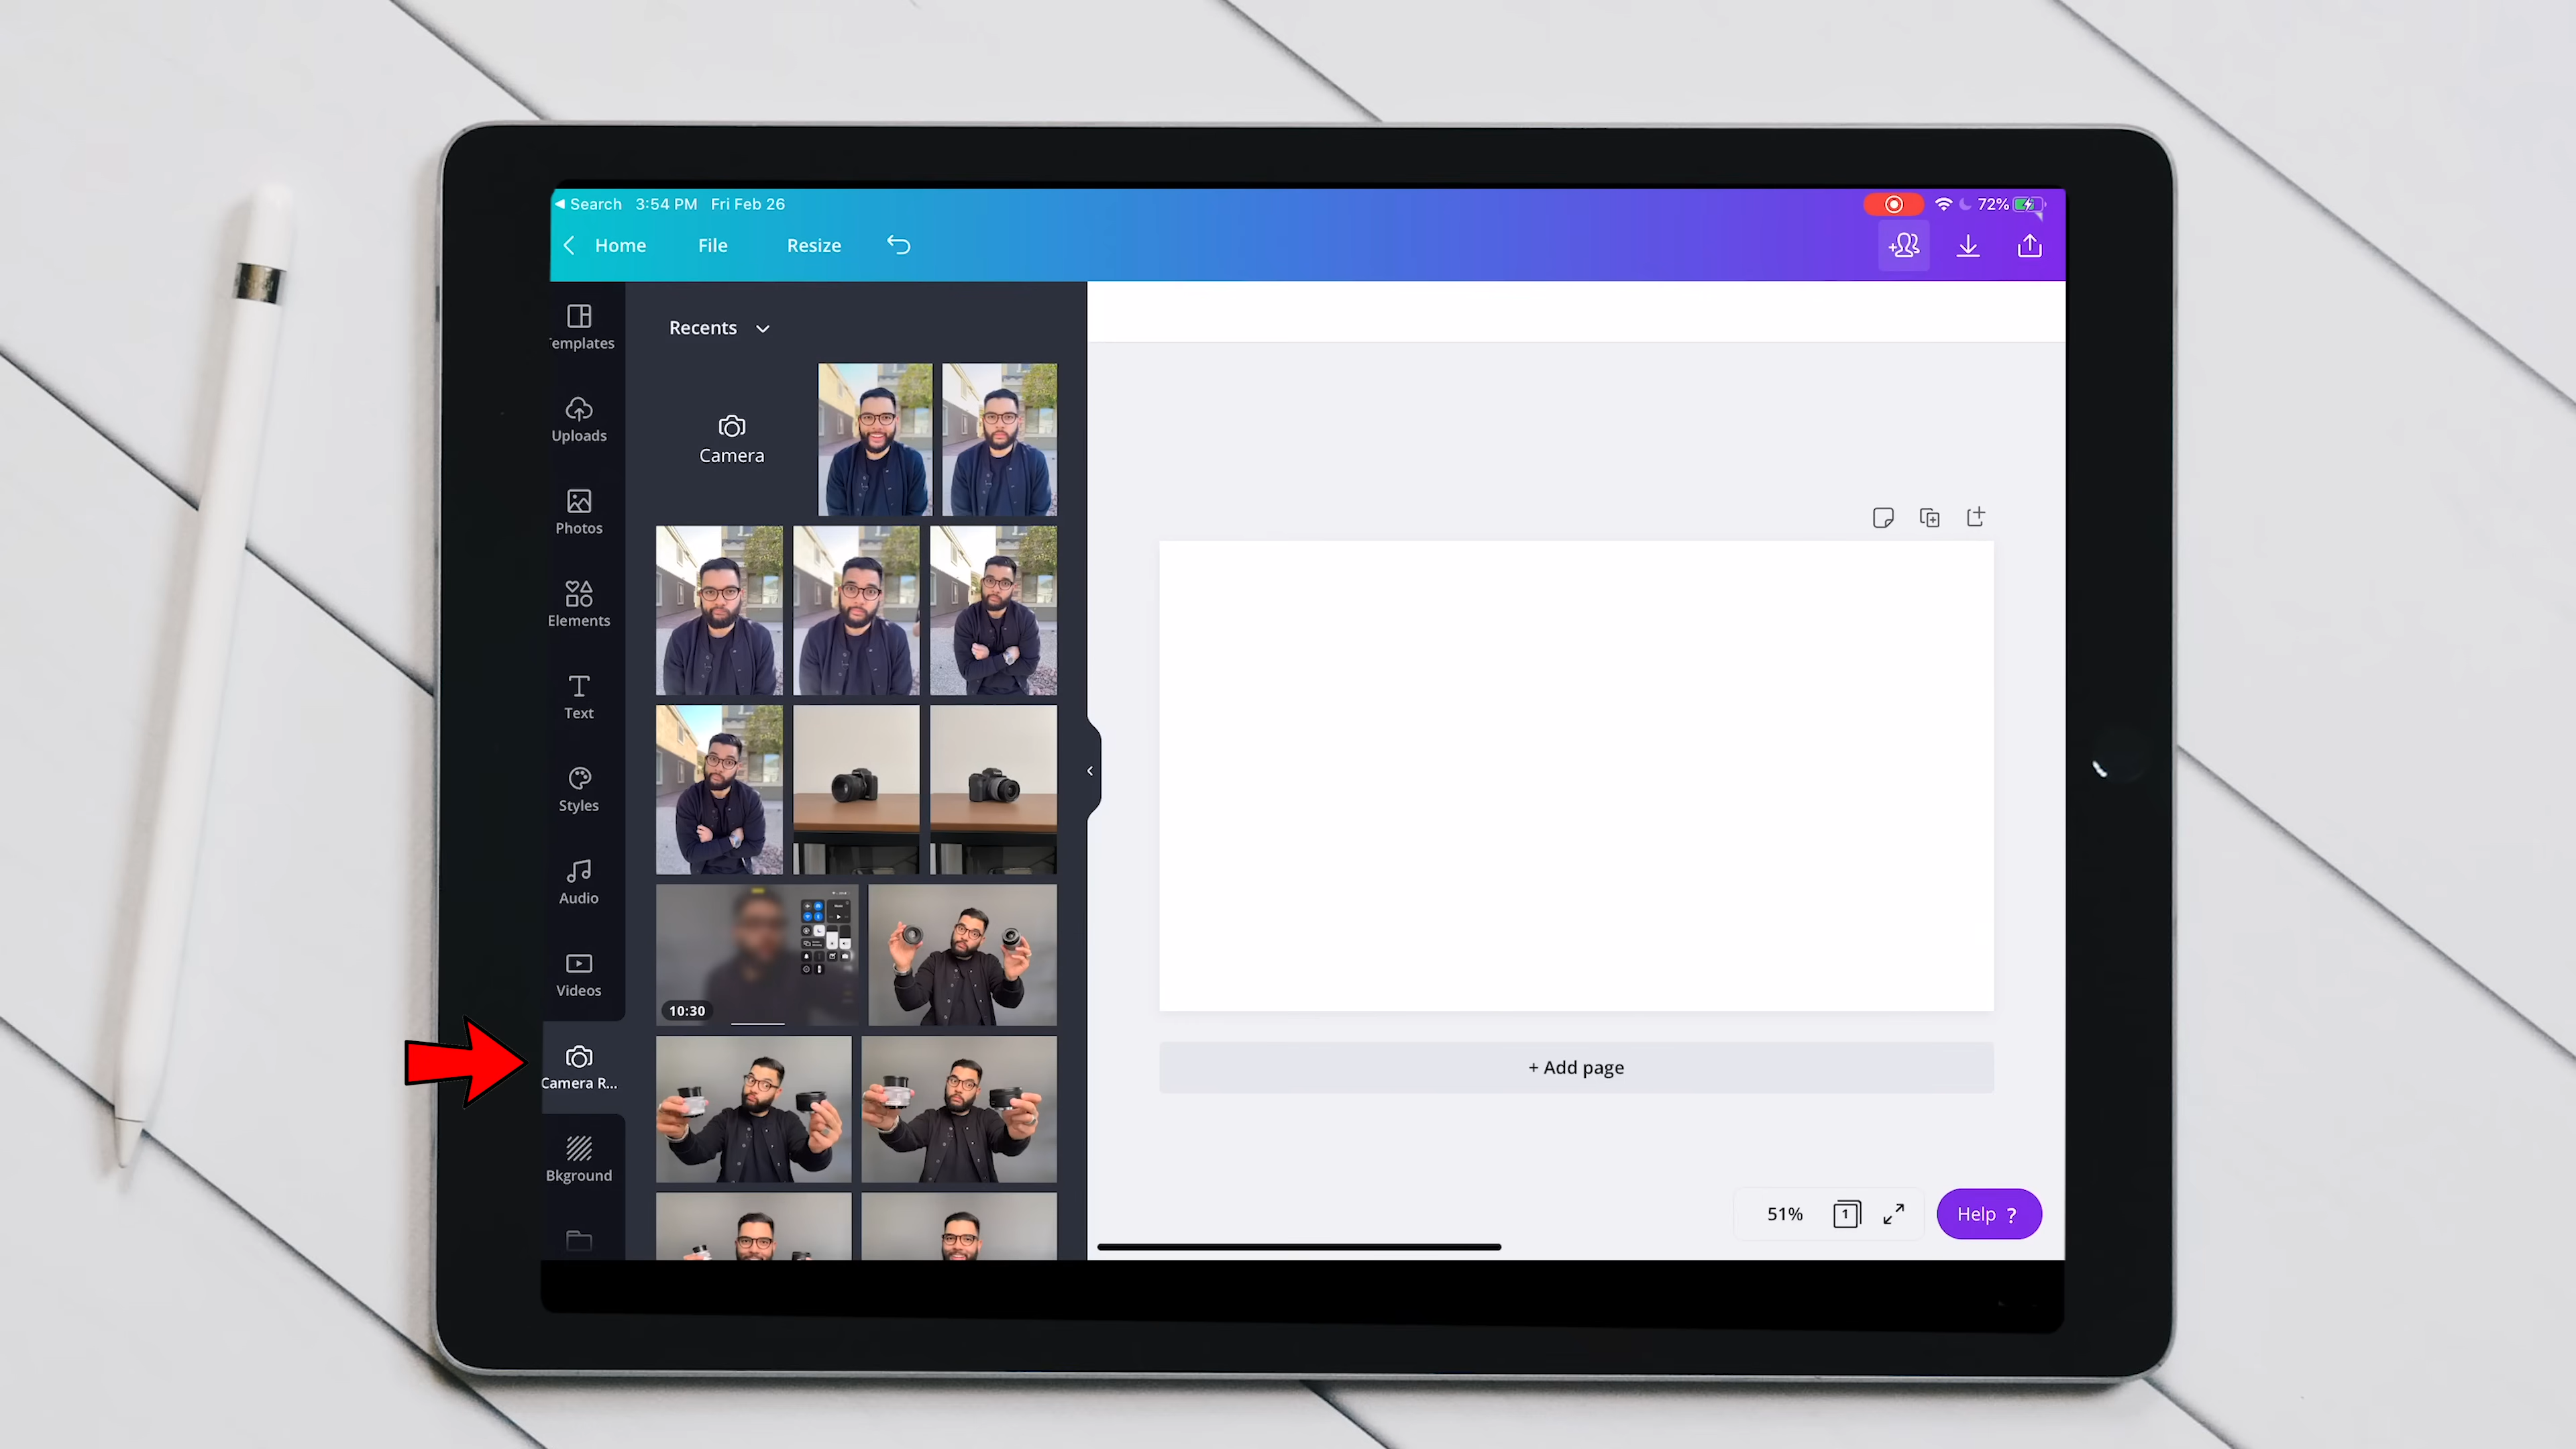 Search 3:54 PM Fri Feb 26
72%
Home File Resize
emplates
Uploads
Photos
Elements
Text
Styles
Audio
Videos
Camera R...
Bkground
Recents
Camera
10:30
+ Add page
51% 1 Help ?